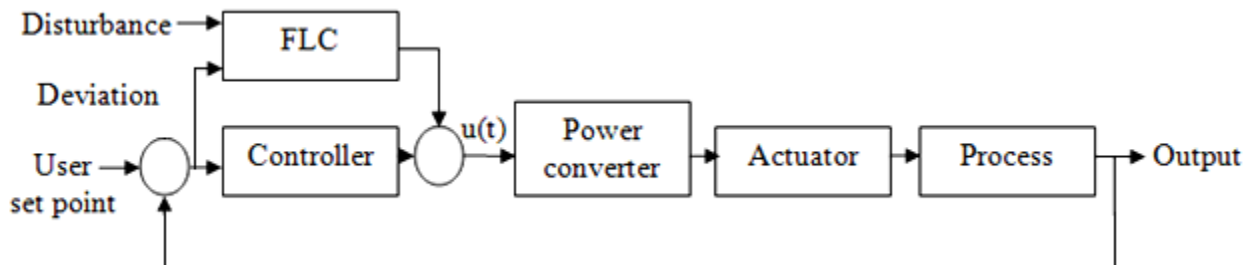 Disturbance
FLC
Deviation
u(t)
User
set point
Controller
Power
converter
Actuator
Process
Output